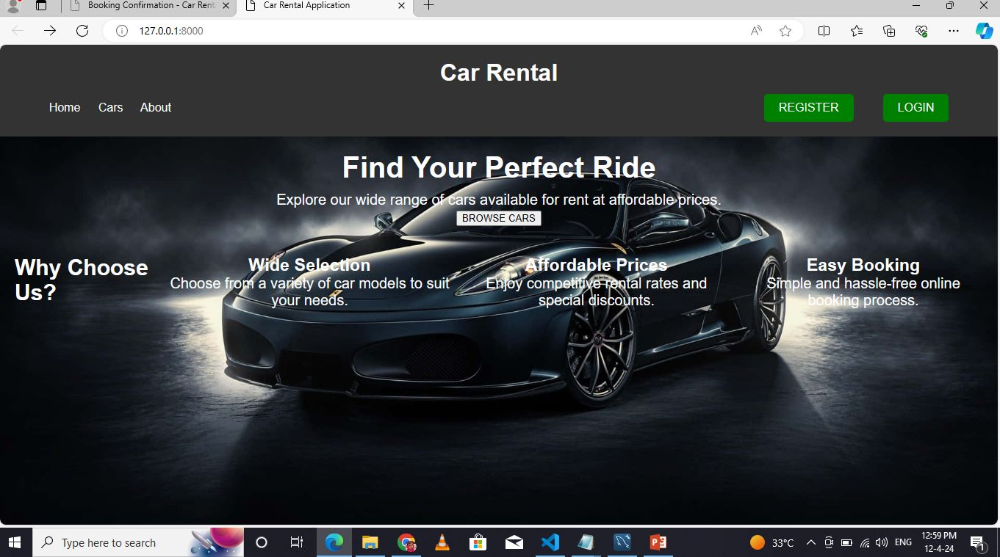 Booking Confirmation - Car Rent
Car Rental Application
127.0.0.1:8000
Car Rental
Home Cars About REGISTER LOGIN
Find Your Perfect Ride
Explore our wide range of cars available for rent at affordable prices.
BROWSE CARS
Why Choose
Us?
Wide Selection
Choose from a variety of car models to suit
your needs.
Affordable Prices
Enjoy competitive rental rates and
special discounts.
Easy Booking
Simple and hassle-free online
booking process.
Type here to search
33°C
ENG
12:59 PM
12-4-24
1